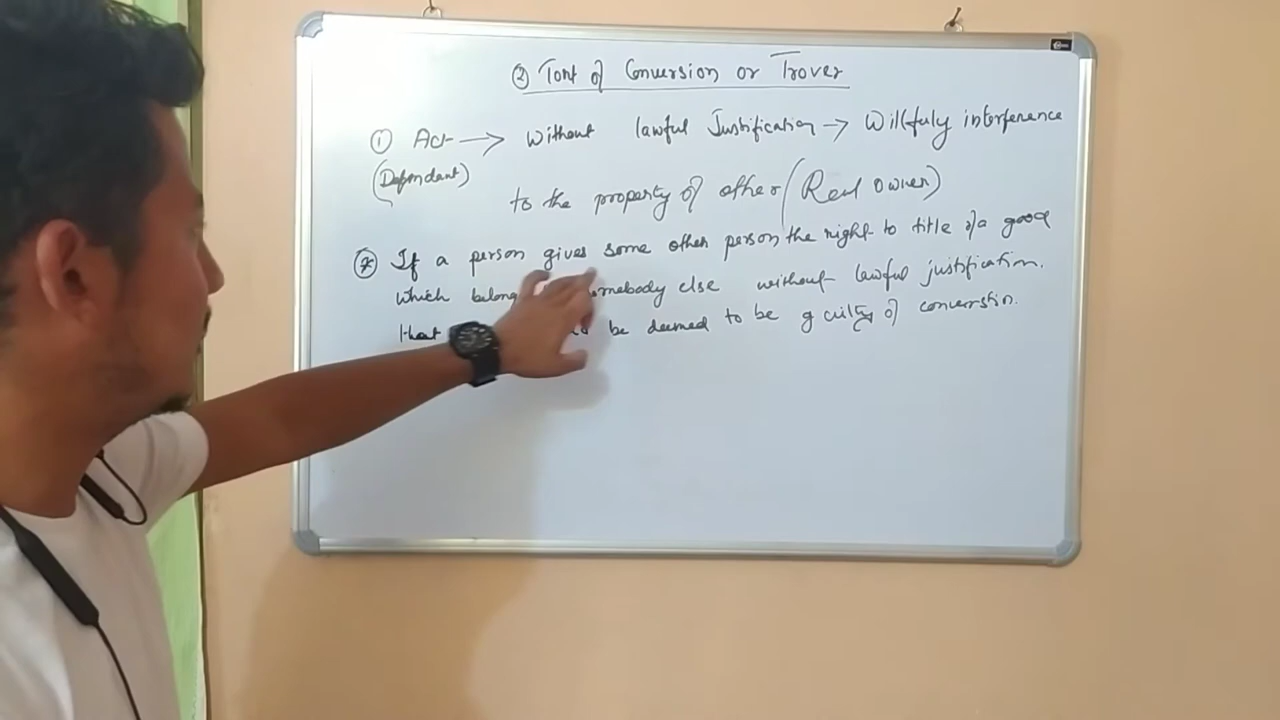 ② Tort of Conversion or Trover
① Act → Without lawful Justification → Willfuly interference
(Defendant)
to the property of other (Real owner)
If a person gives some other person the right to title of a good
which belong somebody else without lawful justification.
that be deemed to be guilty of conversion.